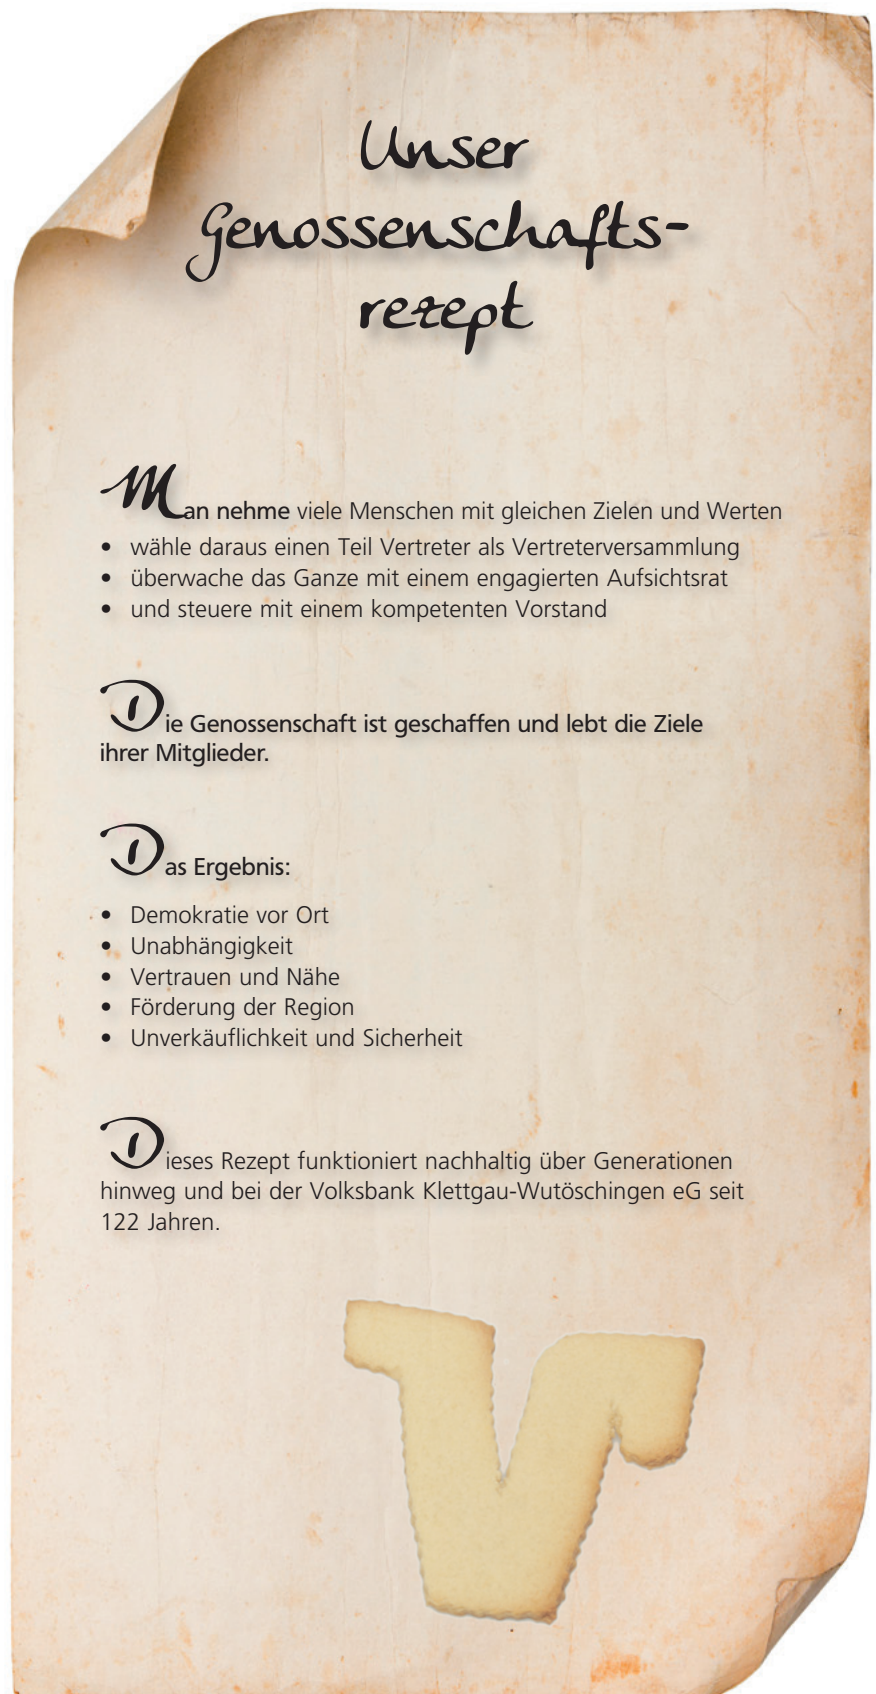 Unser
Genossenschafts-
rezept
Man nehme viele Menschen mit gleichen Zielen und Werten
• wähle daraus einen Teil Vertreter als Vertreterversammlung
• überwache das Ganze mit einem engagierten Aufsichtsrat
• und steuere mit einem kompetenten Vorstand
Die Genossenschaft ist geschaffen und lebt die Ziele
ihrer Mitglieder.
Das Ergebnis:
• Demokratie vor Ort
• Unabhängigkeit
• Vertrauen und Nähe
• Förderung der Region
• Unverkäuflichkeit und Sicherheit
Dieses Rezept funktioniert nachhaltig über Generationen
hinweg und bei der Volksbank Klettgau-Wutöschingen eG seit
122 Jahren.